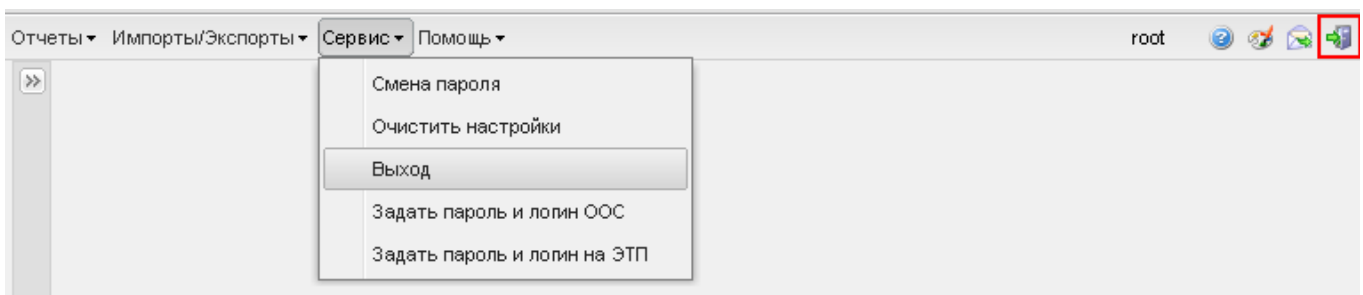 Отчеты Импорты/Экспорты Сервис Помощь root
Смена пароля
Очистить настройки
Выход
Задать пароль и логин ООС
Задать пароль и логин на ЭТП